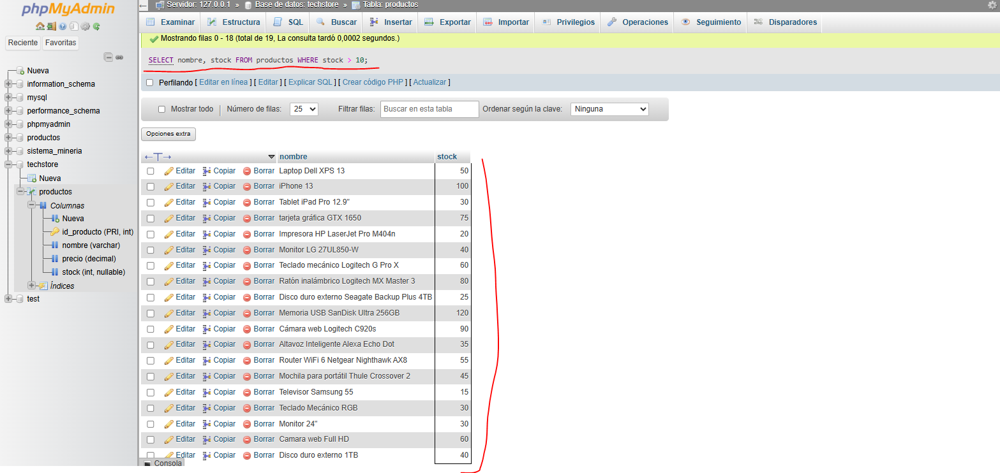 phpMyAdmin
Reciente Favoritas
Nueva
information_schema
mysql
performance_schema
phpmyadmin
productos
sistema_mineria
techstore
Nueva
productos
Columnas
Nueva
id_producto (PRI, int)
nombre (varchar)
precio (decimal)
stock (int, nullable)
Índices
test
Servidor: 127.0.0.1 » Base de datos: techstore » Tabla: productos
Examinar Estructura SQL Buscar Insertar Exportar Importar Privilegios Operaciones Seguimiento Disparadores
Mostrando filas 0 - 18 (total de 19, La consulta tardó 0,0002 segundos.)
SELECT nombre, stock FROM productos WHERE stock > 10;
Perfilando [ Editar en línea ] [ Editar ] [ Explicar SQL ] [ Crear código PHP ] [ Actualizar ]
Mostrar todo Número de filas: 25 Filtrar filas: Buscar en esta tabla Ordenar según la clave: Ninguna
Opciones extra
←T→ nombre stock
Editar Copiar Borrar Laptop Dell XPS 13 50
Editar Copiar Borrar iPhone 13 100
Editar Copiar Borrar Tablet iPad Pro 12.9" 30
Editar Copiar Borrar tarjeta gráfica GTX 1650 75
Editar Copiar Borrar Impresora HP LaserJet Pro M404n 20
Editar Copiar Borrar Monitor LG 27UL850-W 40
Editar Copiar Borrar Teclado mecánico Logitech G Pro X 60
Editar Copiar Borrar Ratón inalámbrico Logitech MX Master 3 80
Editar Copiar Borrar Disco duro externo Seagate Backup Plus 4TB 25
Editar Copiar Borrar Memoria USB SanDisk Ultra 256GB 120
Editar Copiar Borrar Cámara web Logitech C920s 90
Editar Copiar Borrar Altavoz Inteligente Alexa Echo Dot 35
Editar Copiar Borrar Router WiFi 6 Netgear Nighthawk AX8 55
Editar Copiar Borrar Mochila para portátil Thule Crossover 2 45
Editar Copiar Borrar Televisor Samsung 55 15
Editar Copiar Borrar Teclado Mecánico RGB 30
Editar Copiar Borrar Monitor 24" 30
Editar Copiar Borrar Camara web Full HD 60
Editar Copiar Borrar Disco duro externo 1TB 40
Consola